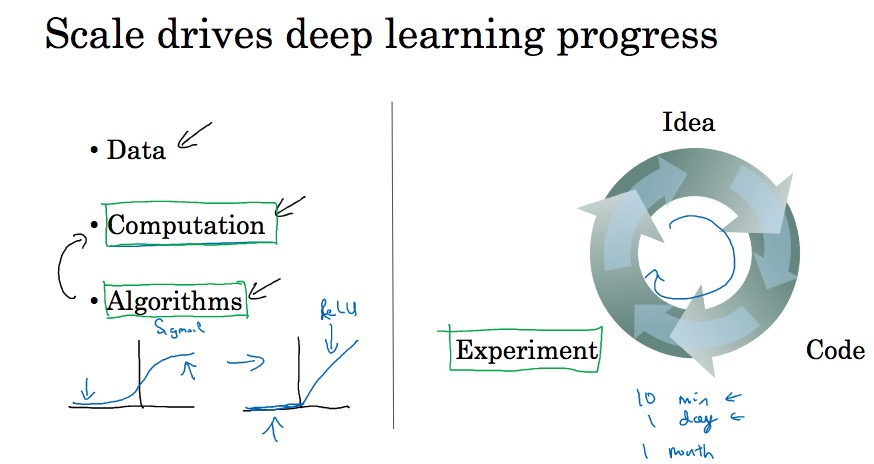 Scale drives deep learning progress
• Data
• Computation
• Algorithms
Sigmoid
ReLU
Idea
Experiment
Code
10 min
1 day
1 month